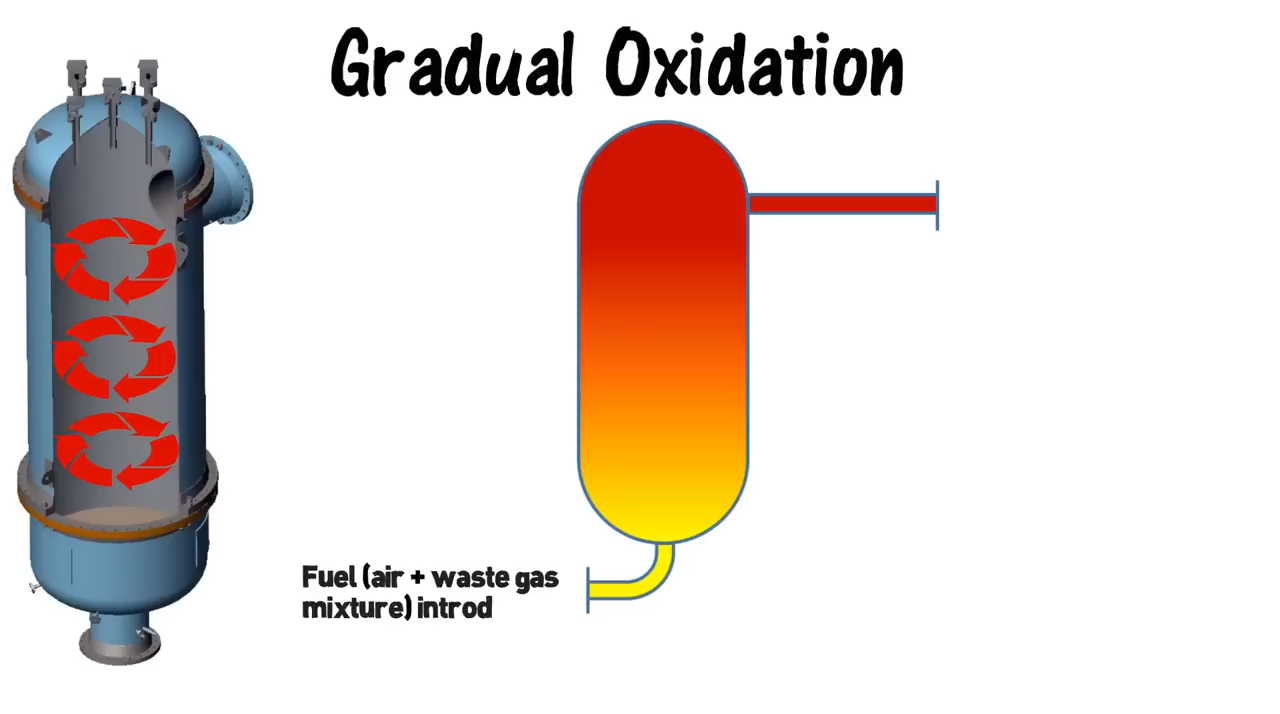 Gradual Oxidation
Fuel (air + waste gas
mixture) introd